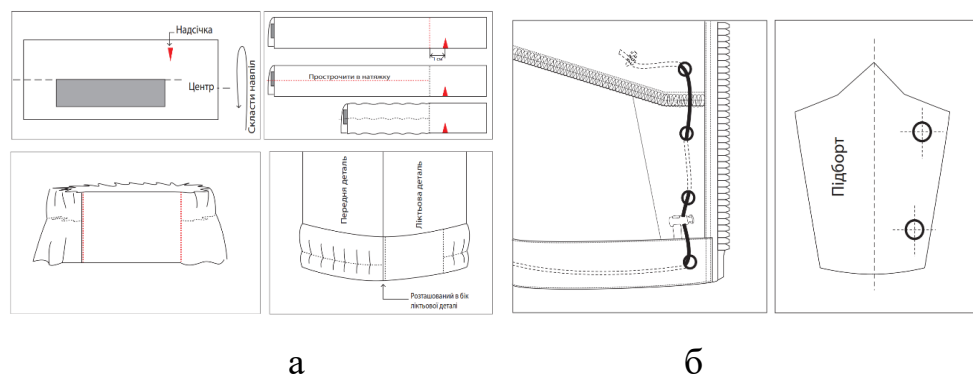 Надсічка
Центр
Скласти навпіл
1 см
Прострочити в натяжку
Передня деталь
Ліктьова деталь
Розташований в бік
ліктьової деталі
Підборт
а
б